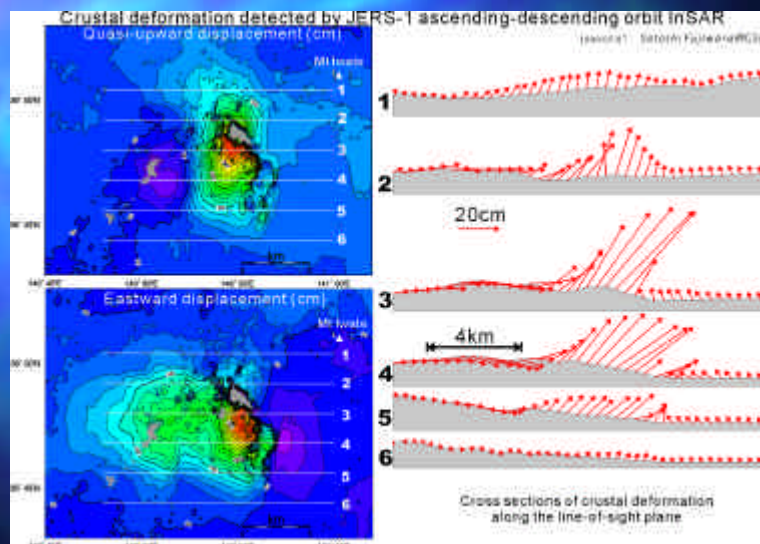 Crustal deformation detected by JERS-1 ascending-descending orbit InSAR
Quasi-upward displacement (cm)
Mt Iwate
1
2
3
4
5
6
km
Eastward displacement (cm)
Mt Iwate
1
2
3
4
5
6
km
1
2
20cm
3
4km
4
5
6
Cross sections of crustal deformation
along the line-of-sight plane